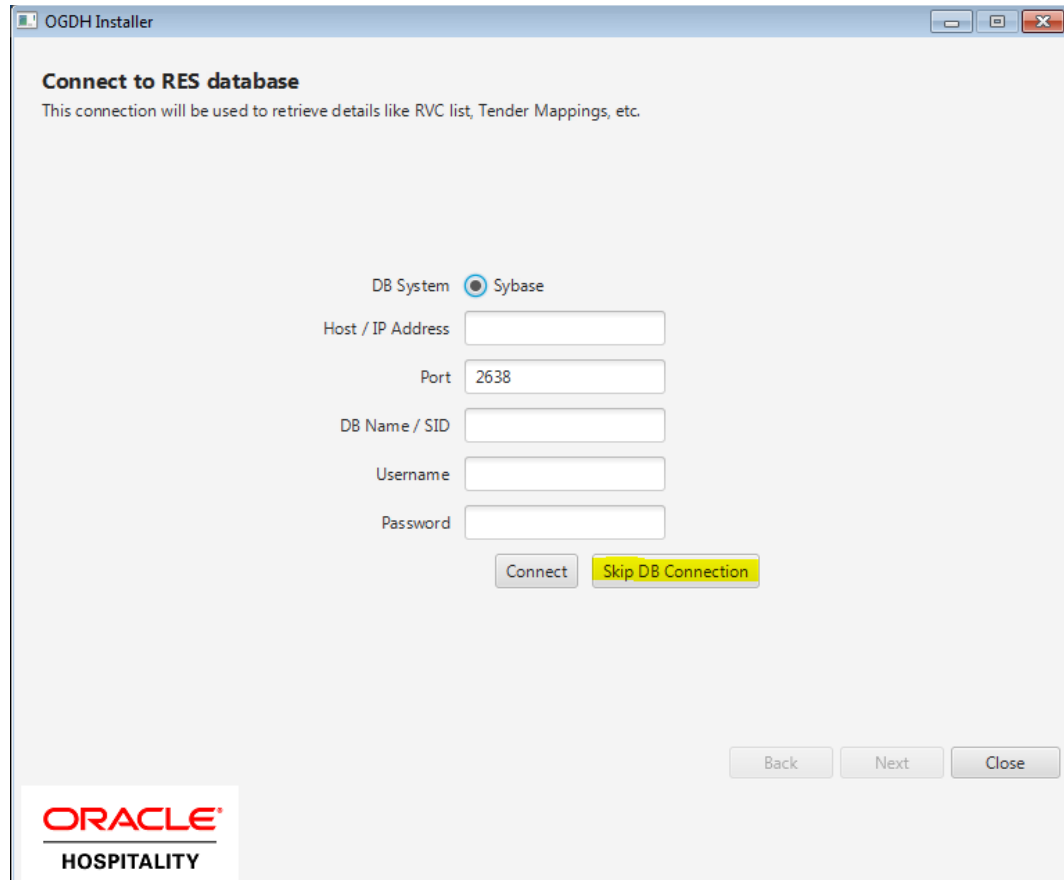 OGDH Installer
Connect to RES database
This connection will be used to retrieve details like RVC list, Tender Mappings, etc.
DB System Sybase
Host / IP Address
Port 2638
DB Name / SID
Username
Password
Connect Skip DB Connection
Back Next Close
ORACLE®
HOSPITALITY